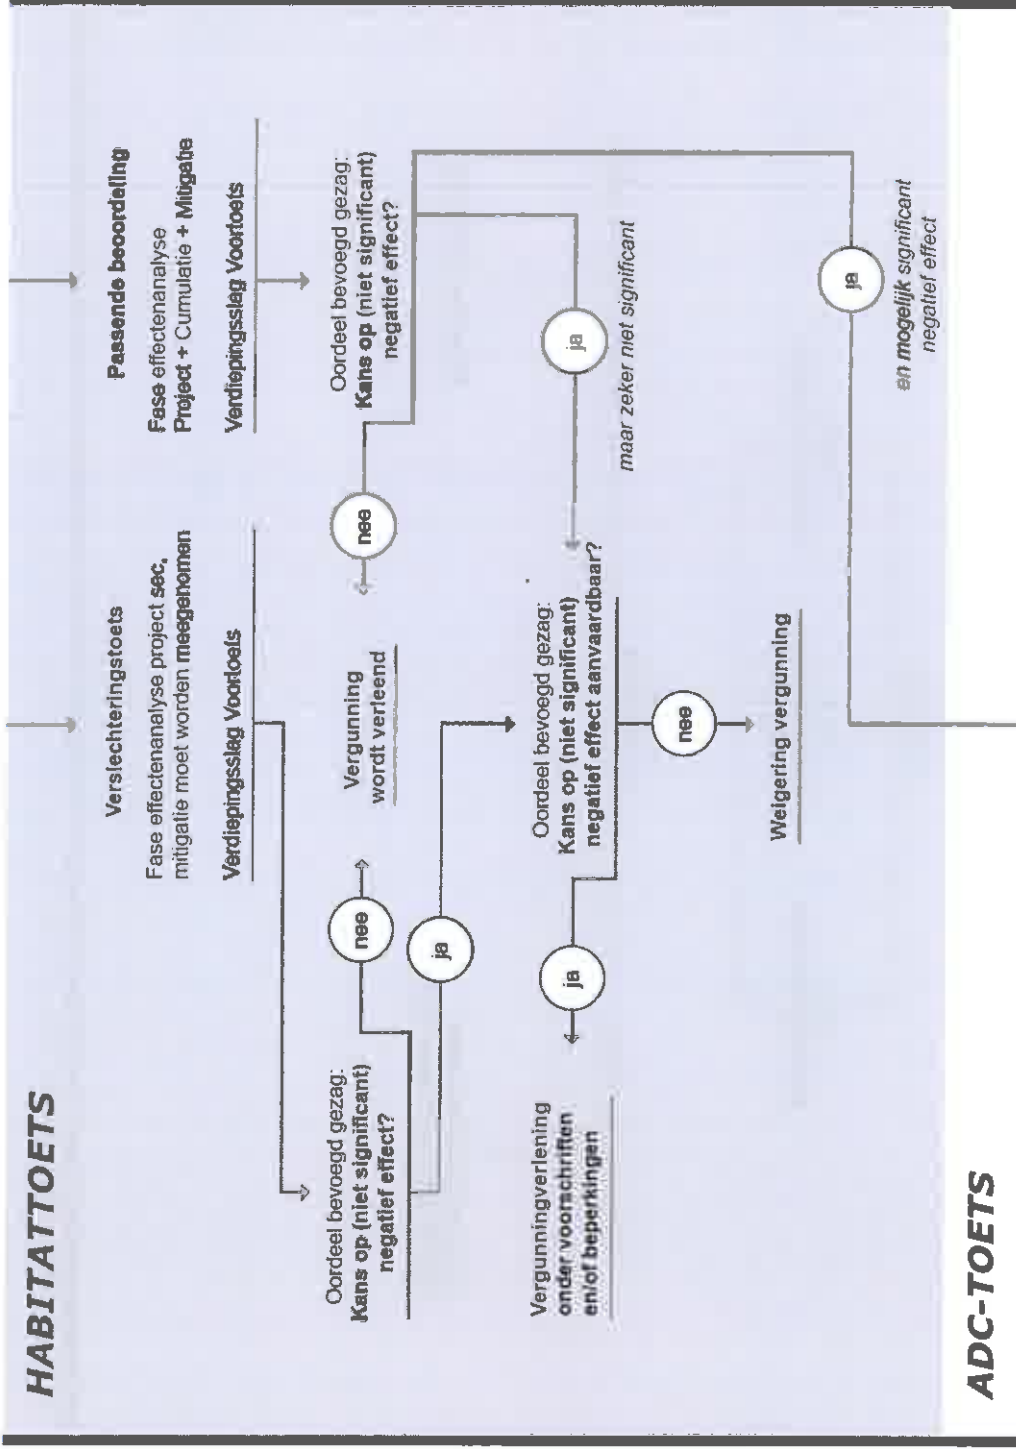 HABITATTOETS
Verslechteringstoets
Fase effectenanalyse project sec,
mitigatie moet worden meegenomen
Verdiepingsslag Voortoets
Passende beoordeling
Fase effectenanalyse
Project + Cumulatie + Mitigatie
Verdiepingsslag Voortoets
Oordeel bevoegd gezag:
Kans op (niet significant)
negatief effect?
nee
ja
Vergunning
wordt verleend
nee
Oordeel bevoegd gezag:
Kans op (niet significant)
negatief effect?
ja
maar zeker niet significant
Vergunningverlening
onder voorschriften
en/of beperkingen
ja
Oordeel bevoegd gezag:
Kans op (niet significant)
negatief effect aanvaardbaar?
nee
Weigering vergunning
ja
en mogelijk significant
negatief effect
ADC-TOETS